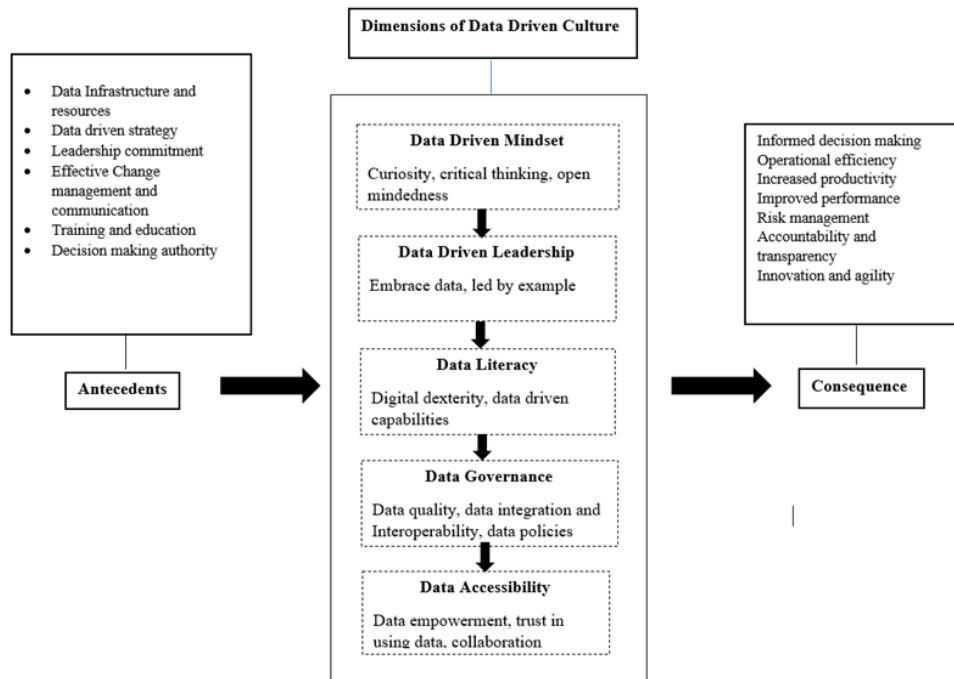 Dimensions of Data Driven Culture
• Data Infrastructure and
resources
• Data driven strategy
• Leadership commitment
• Effective Change
management and
communication
• Training and education
• Decision making authority
Antecedents
Data Driven Mindset
Curiosity, critical thinking, open
mindedness
Data Driven Leadership
Embrace data, led by example
Data Literacy
Digital dexterity, data driven
capabilities
Data Governance
Data quality, data integration and
Interoperability, data policies
Data Accessibility
Data empowerment, trust in
using data, collaboration
Informed decision making
Operational efficiency
Increased productivity
Improved performance
Risk management
Accountability and
transparency
Innovation and agility
Consequence